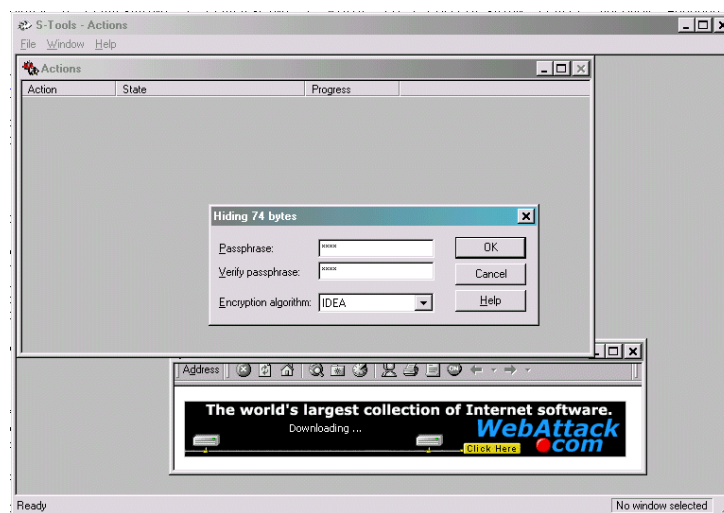 S-Tools - Actions
File Window Help
Actions
Action State Progress
Hiding 74 bytes
Passphrase: ****
OK
Verify passphrase: ****
Cancel
Encryption algorithm: IDEA
Help
Address
The world's largest collection of Internet software.
Downloading ...
WebAttack
.com
Click Here
Ready
No window selected